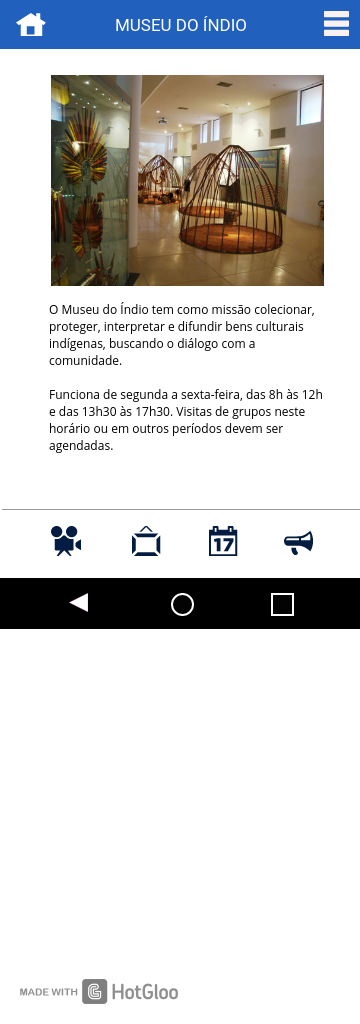 MUSEU DO ÍNDIO
O Museu do Índio tem como missão colecionar,
proteger, interpretar e difundir bens culturais
indígenas, buscando o diálogo com a
comunidade.
Funciona de segunda a sexta-feira, das 8h às 12h
e das 13h30 às 17h30. Visitas de grupos neste
horário ou em outros períodos devem ser
agendadas.
17
MADE WITH HotGloo